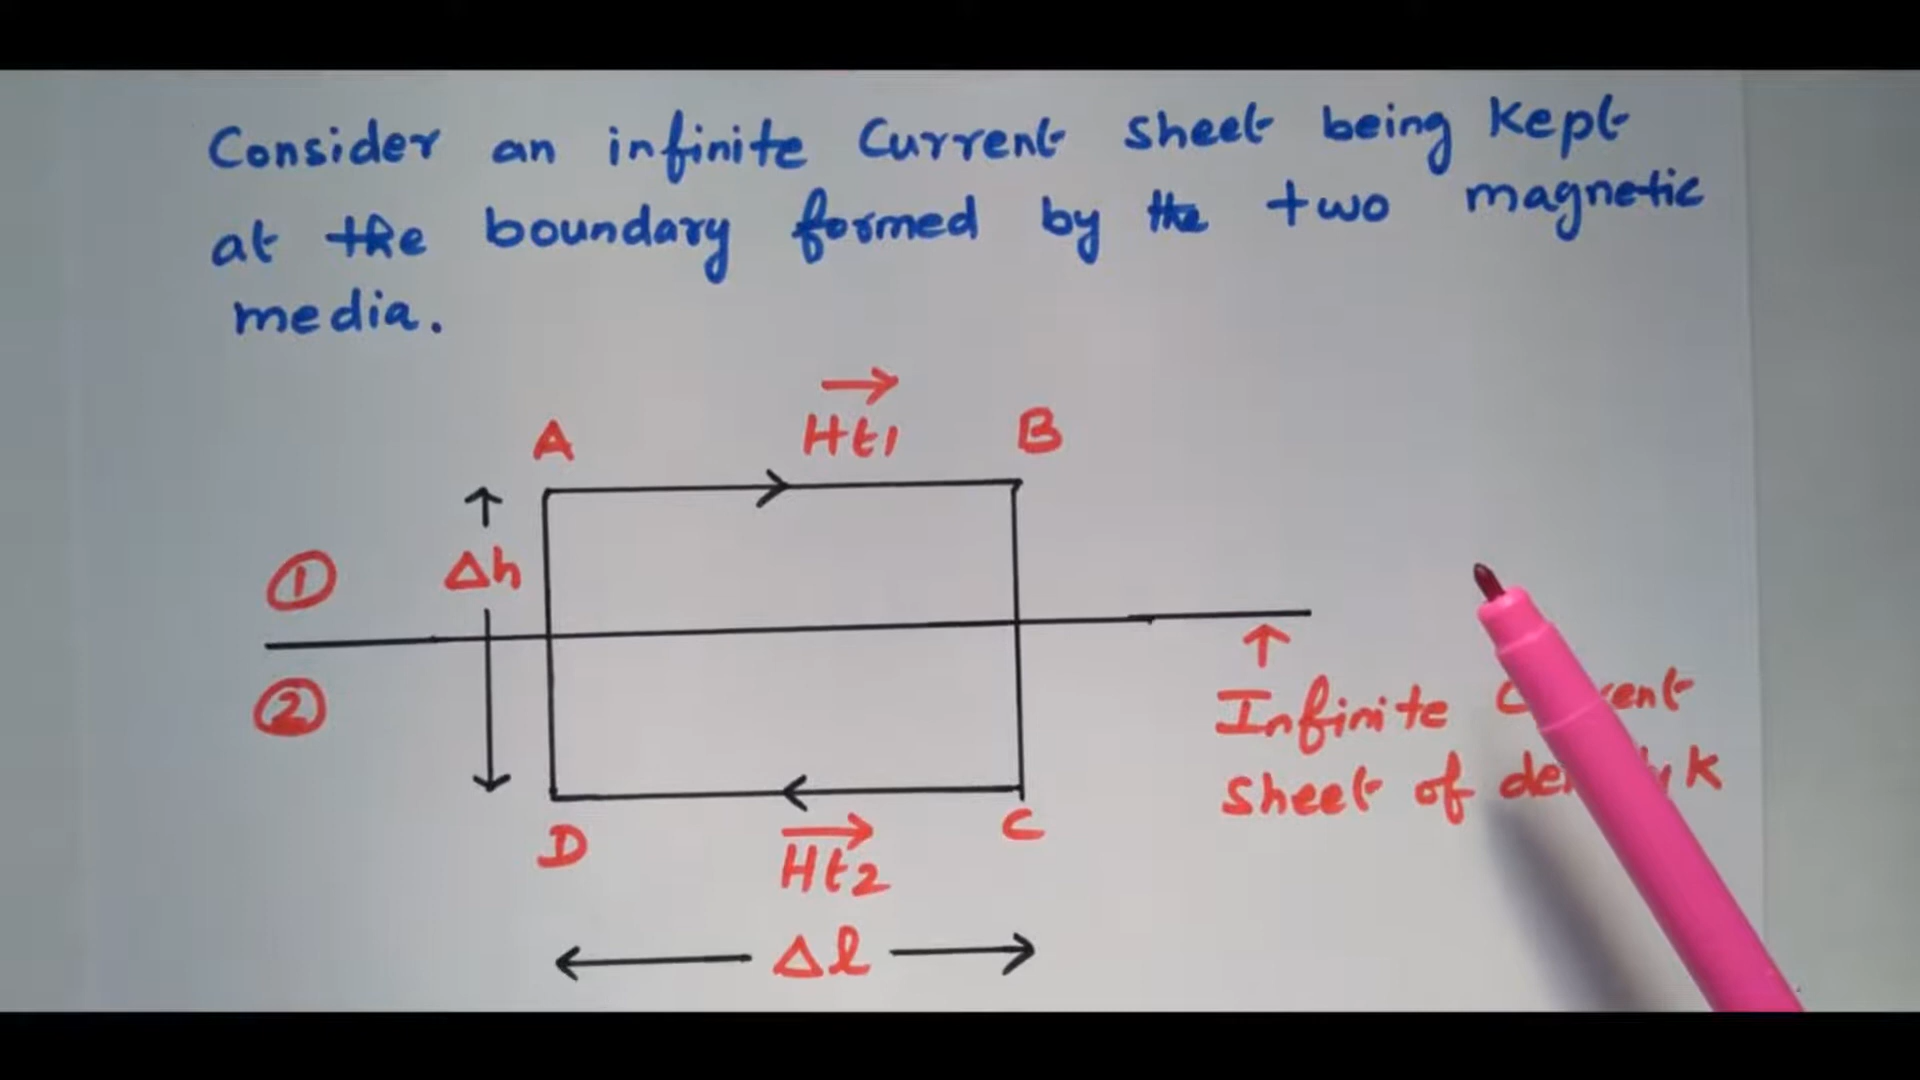 Consider an infinite Current sheet being kept
at the boundary formed by the two magnetic
media.
Ht1
A
B
Δh
①
②
Infinite
sheet of k
D
C
Ht2
Δl